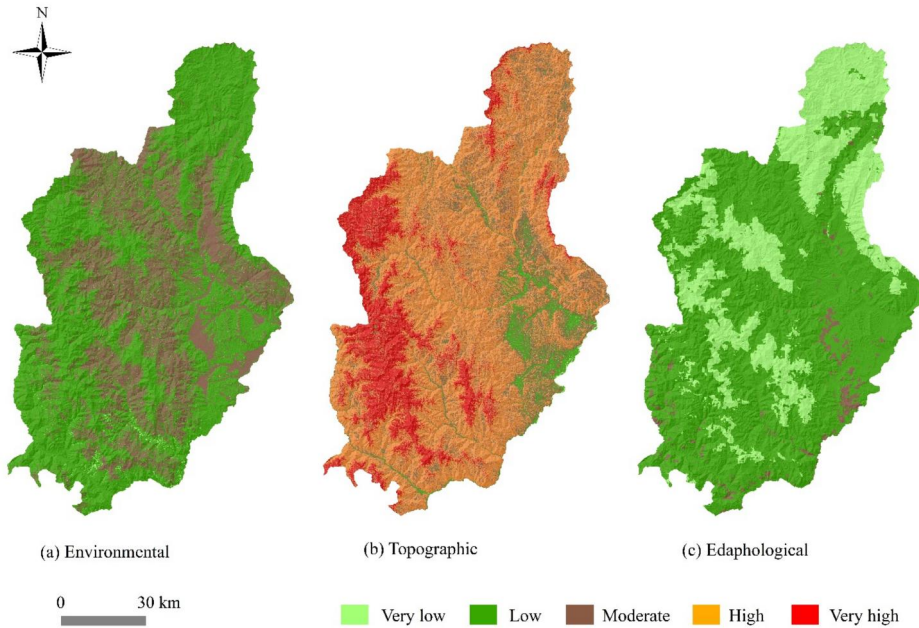 N
(a) Environmental
(b) Topographic
(c) Edaphological
0 30 km
Very low Low Moderate High Very high